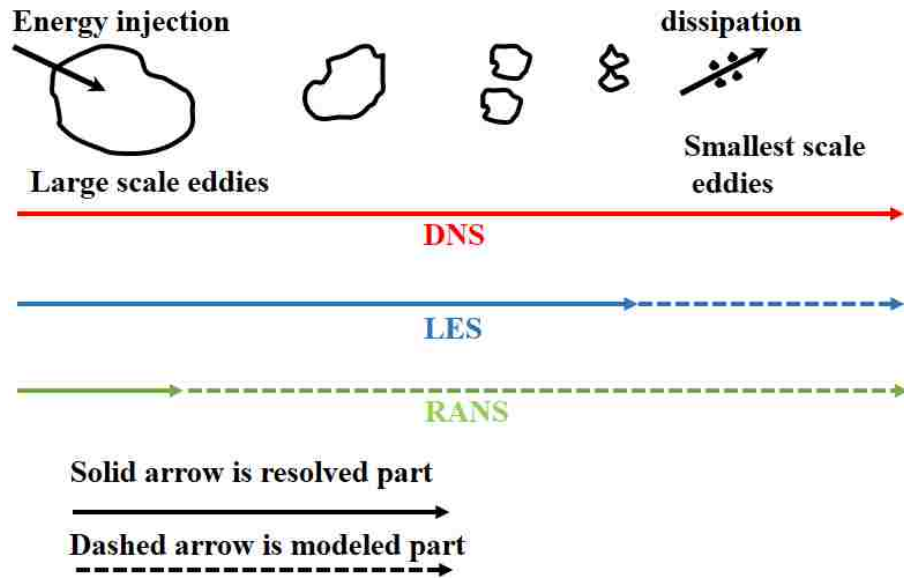 Energy injection
dissipation
Large scale eddies
Smallest scale
eddies
DNS
LES
RANS
Solid arrow is resolved part
Dashed arrow is modeled part